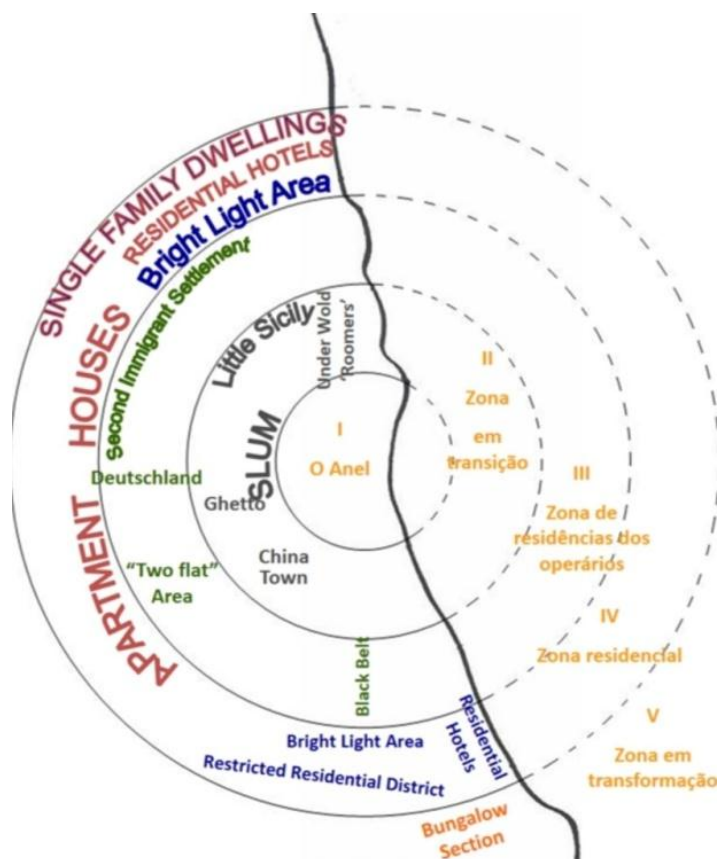 SINGLE FAMILY DWELLINGS
RESIDENTIAL HOTELS
Bright Light Area
Second Immigrant Settlement
APARTMENT HOUSES
Little Sicily
Under Wold
'Roomers'
SLUM
I
O Anel
II
Zona
em
transição
Deutschland
Ghetto
III
Zona de
residências dos
operários
China
Town
"Two flat"
Area
IV
Zona residencial
Black Belt
Residential
Hotels
Bright Light Area
Restricted Residential District
V
Zona em
transformação
Bungalow
Section